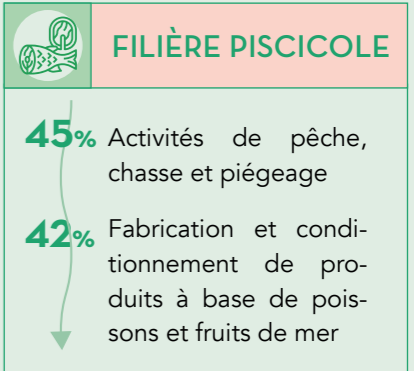 FILIÈRE PISCICOLE
45% Activités de pêche,
chasse et piégeage
42% Fabrication et condi-
tionnement de pro-
duits à base de pois-
sons et fruits de mer